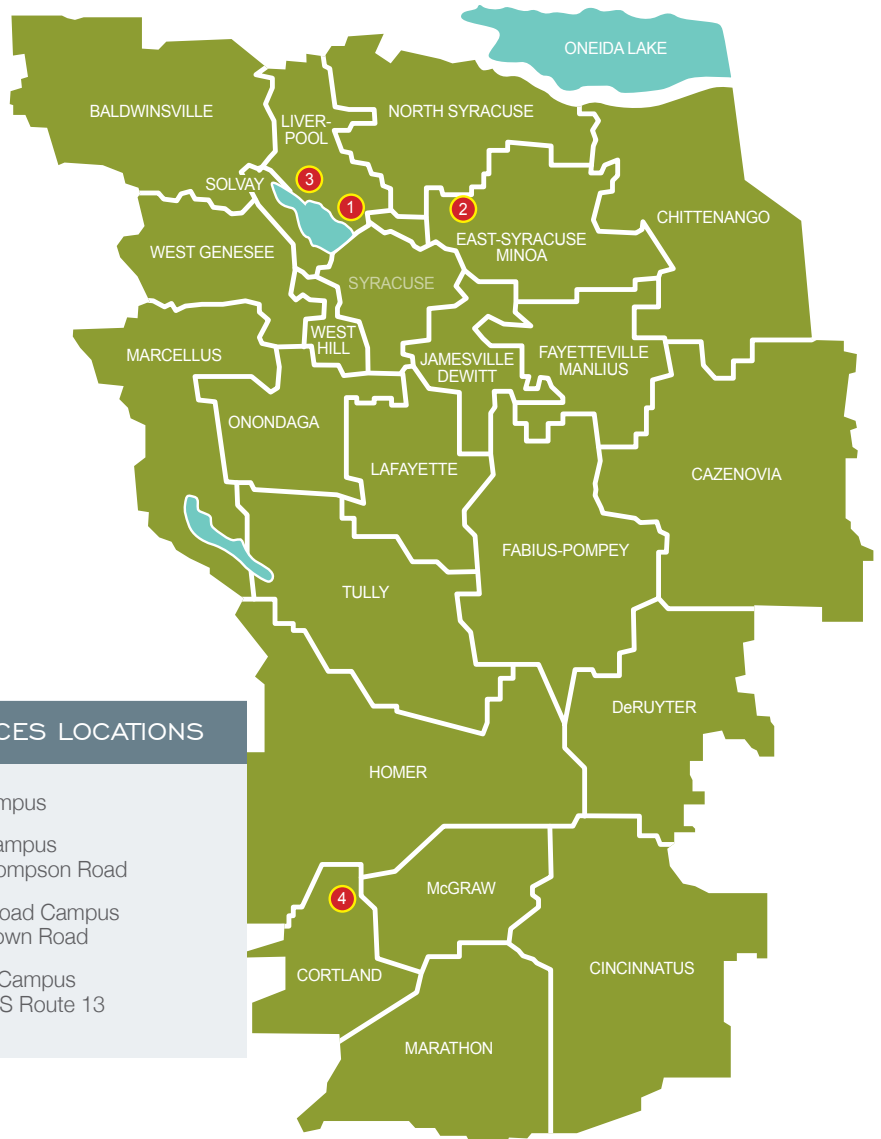 ONEIDA LAKE
BALDWINSVILLE
LIVER-
POOL
NORTH SYRACUSE
SOLVAY
3
1
2
CHITTENANGO
WEST GENESEE
EAST-SYRACUSE
MINOA
SYRACUSE
WEST
HILL
MARCELLUS
JAMESVILLE
DEWITT
FAYETTEVILLE
MANLIUS
ONONDAGA
LAFAYETTE
CAZENOVIA
FABIUS-POMPEY
TULLY
DeRUYTER
HOMER
McGRAW
4
CORTLAND
CINCINNATUS
MARATHON
CES LOCATIONS
mpus
ampus
ompson Road
oad Campus
own Road
Campus
S Route 13